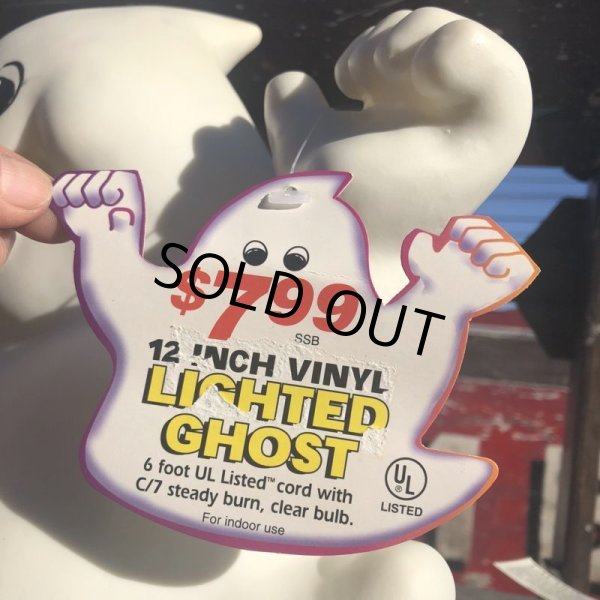 $7.99
SOLD OUT
SSB
12 INCH VINYL
LIGHTED
GHOST
6 foot UL Listed™ cord with
C/7 steady burn, clear bulb.
For indoor use
UL
LISTED